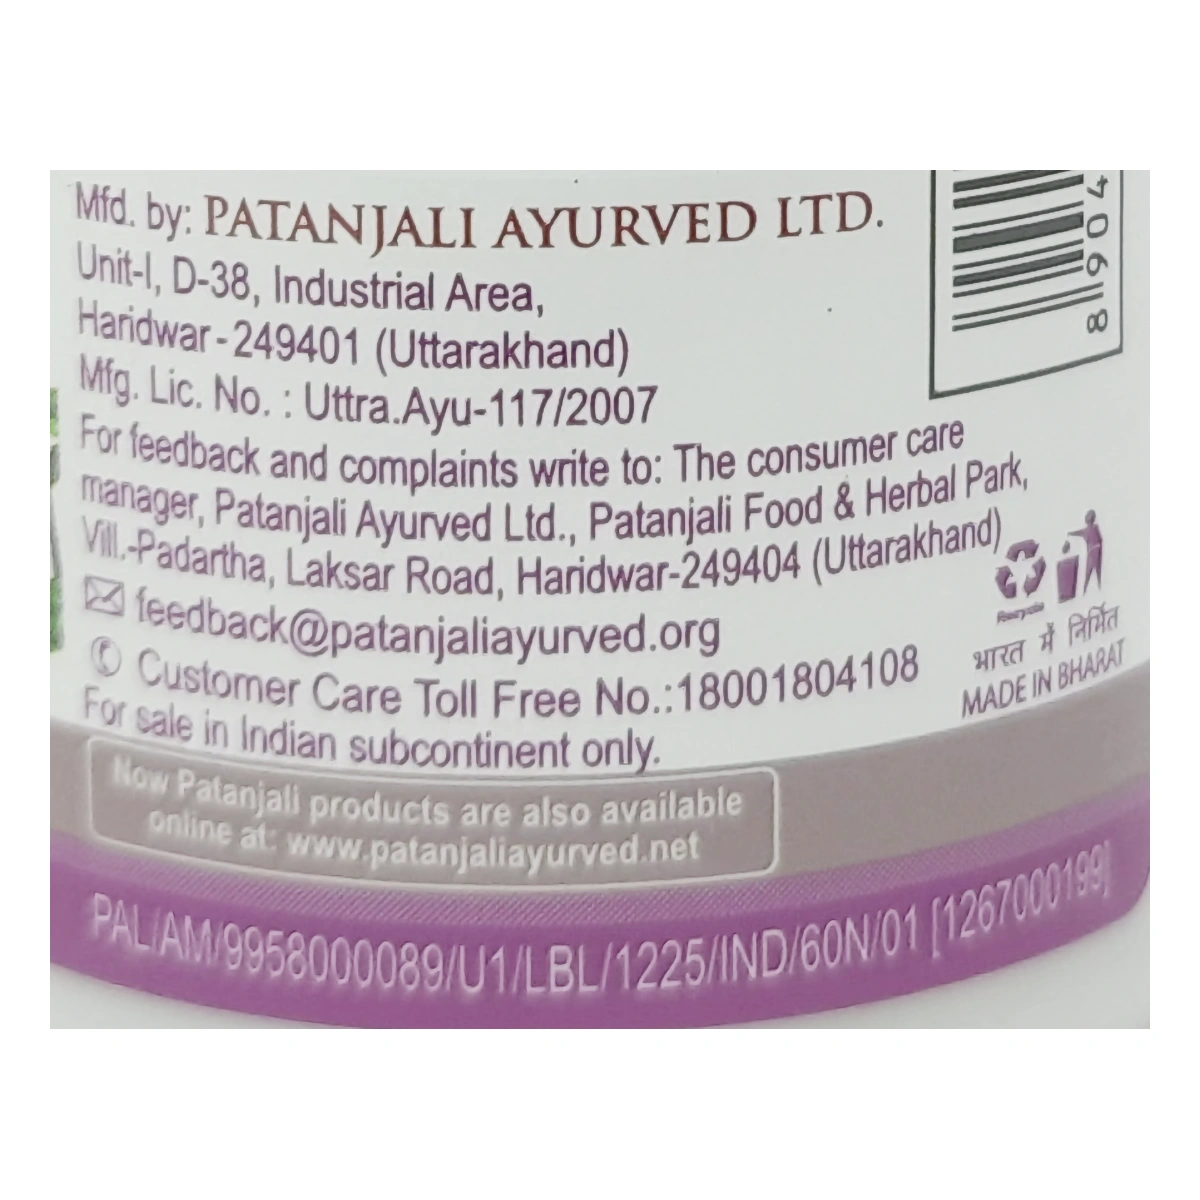 Mfd. by: PATANJALI AYURVED LTD.
Unit-I, D-38, Industrial Area,
Haridwar-249401 (Uttarakhand)
Mfg. Lic. No. : Uttra.Ayu-117/2007
For feedback and complaints write to: The consumer care
manager, Patanjali Ayurved Ltd., Patanjali Food & Herbal Park,
Vill.-Padartha, Laksar Road, Haridwar-249404 (Uttarakhand)
feedback@patanjaliayurved.org
Customer Care Toll Free No.:18001804108
For sale in Indian subcontinent only.
7068
भारत में निर्मित
MADE IN BHARAT
Now Patanjali products are also available
online at: www.patanjaliayurved.net
PAL/AM/9958000089/U1/LBL/1225/IND/60N/01 [1267000199]